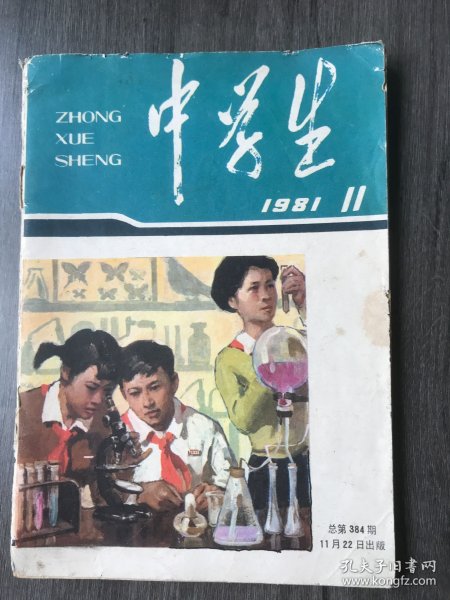 ZHONG
XUE
SHENG
中学生
1981 11
总第384期
11月22日出版
孔夫子旧书网
www.kongfz.com